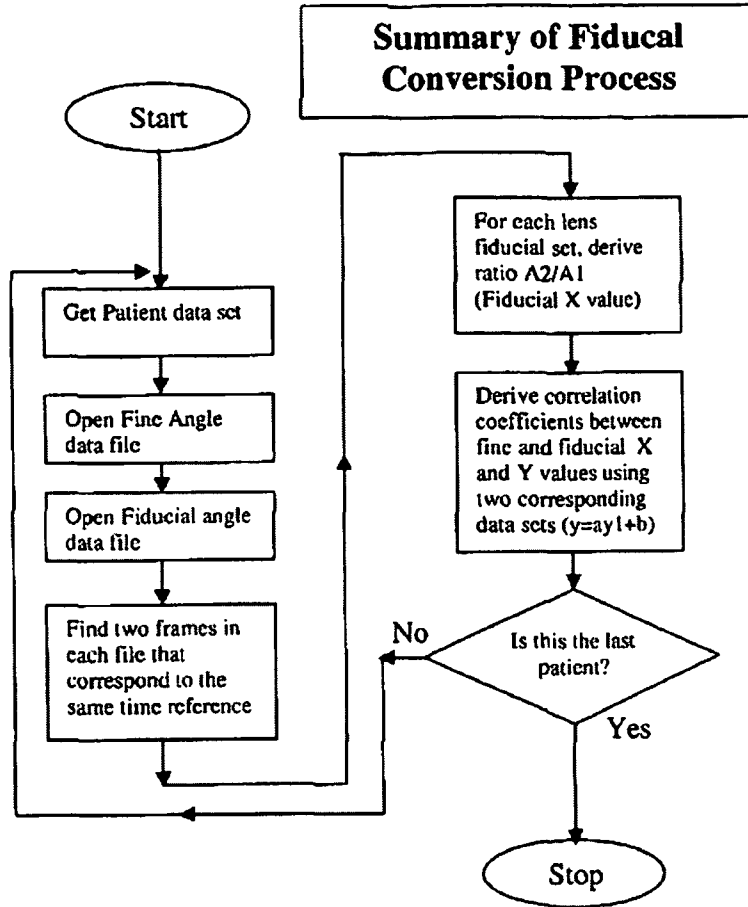 Summary of Fiducal
Conversion Process
Start
Get Patient data set
Open Fine Angle
data file
Open Fiducial angle
data file
Find two frames in
each file that
correspond to the
same time reference
For each lens
fiducial set, derive
ratio A2/A1
(Fiducial X value)
Derive correlation
coefficients between
fine and fiducial X
and Y values using
two corresponding
data sets (y=ay1+b)
Is this the last
patient?
No
Yes
Stop